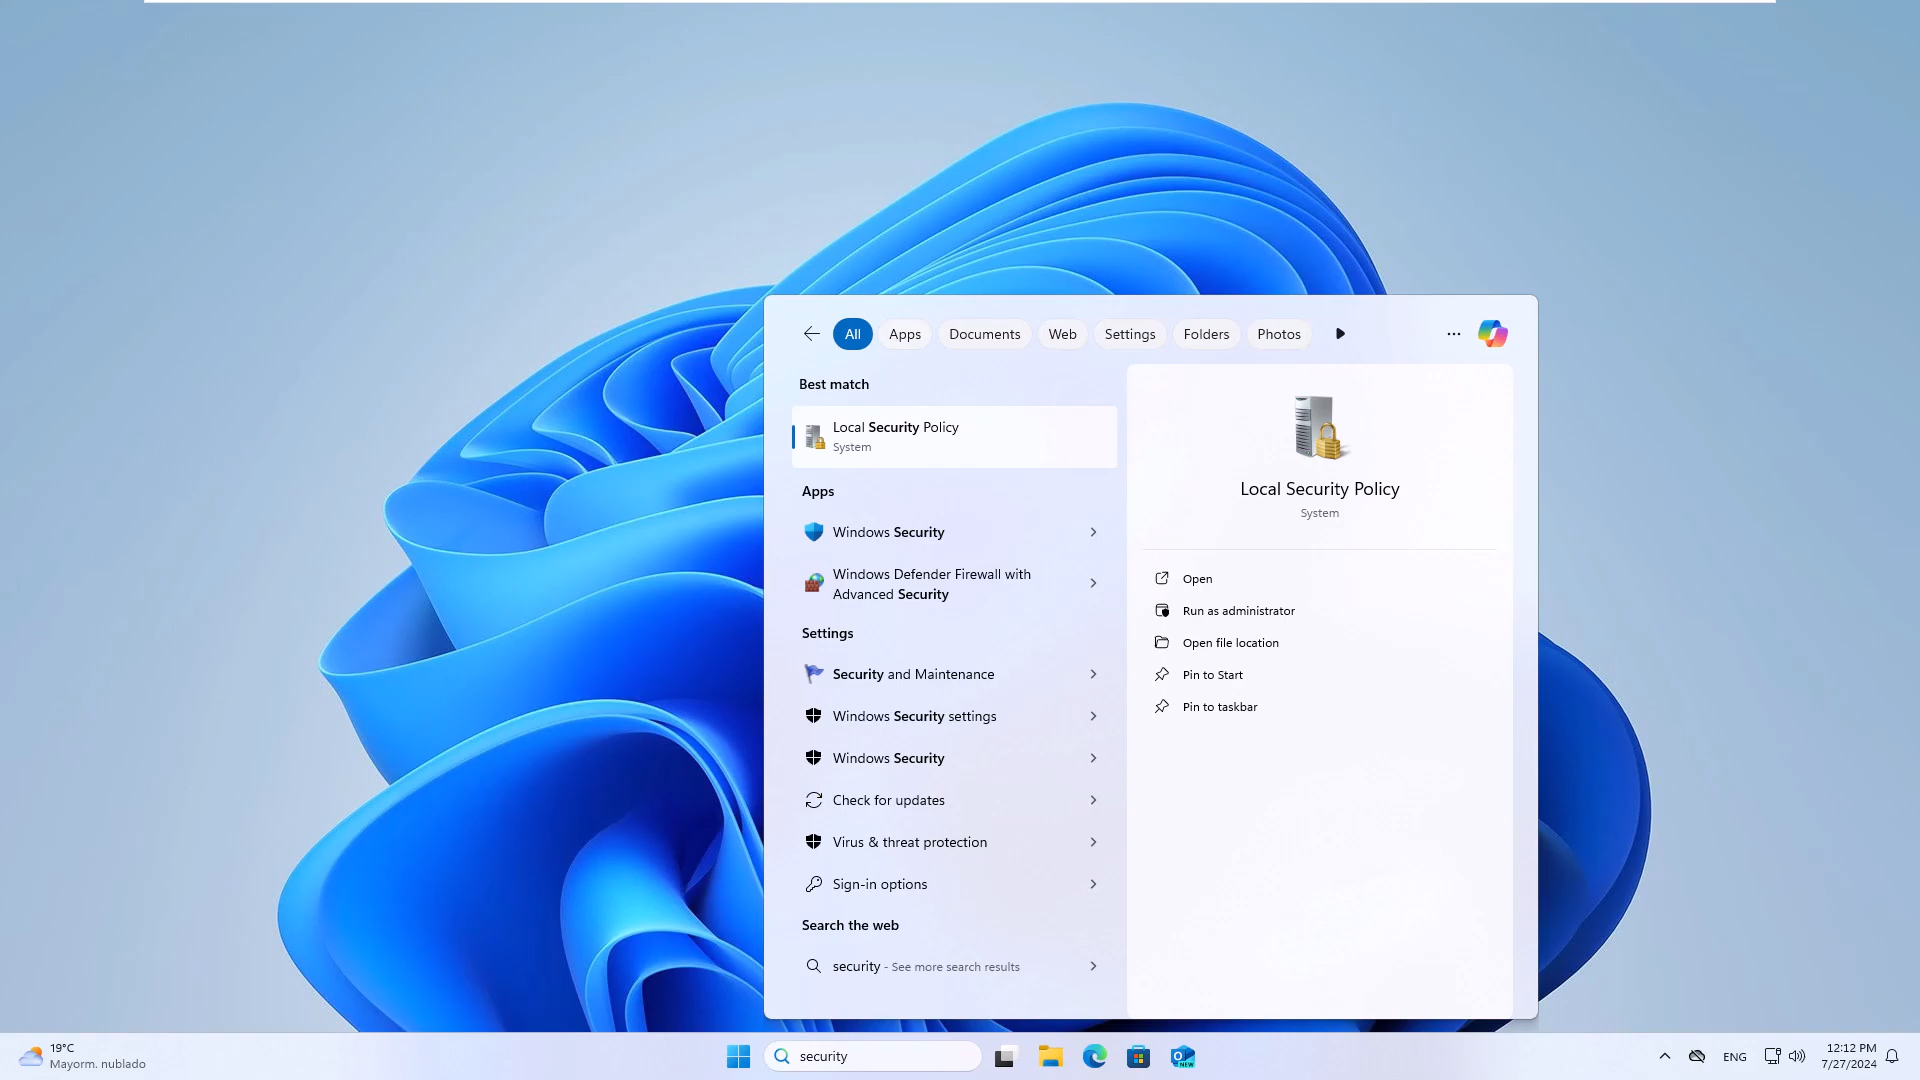 All
Apps
Documents
Web
Settings
Folders
Photos
Best match
Local Security Policy
System
Apps
Windows Security
Windows Defender Firewall with
Advanced Security
Settings
Security and Maintenance
Windows Security settings
Windows Security
Check for updates
Virus & threat protection
Sign-in options
Search the web
security - See more search results
Local Security Policy
System
Open
Run as administrator
Open file location
Pin to Start
Pin to taskbar
19°C
Mayorm. nublado
security
NEW
ENG
12:12 PM
7/27/2024